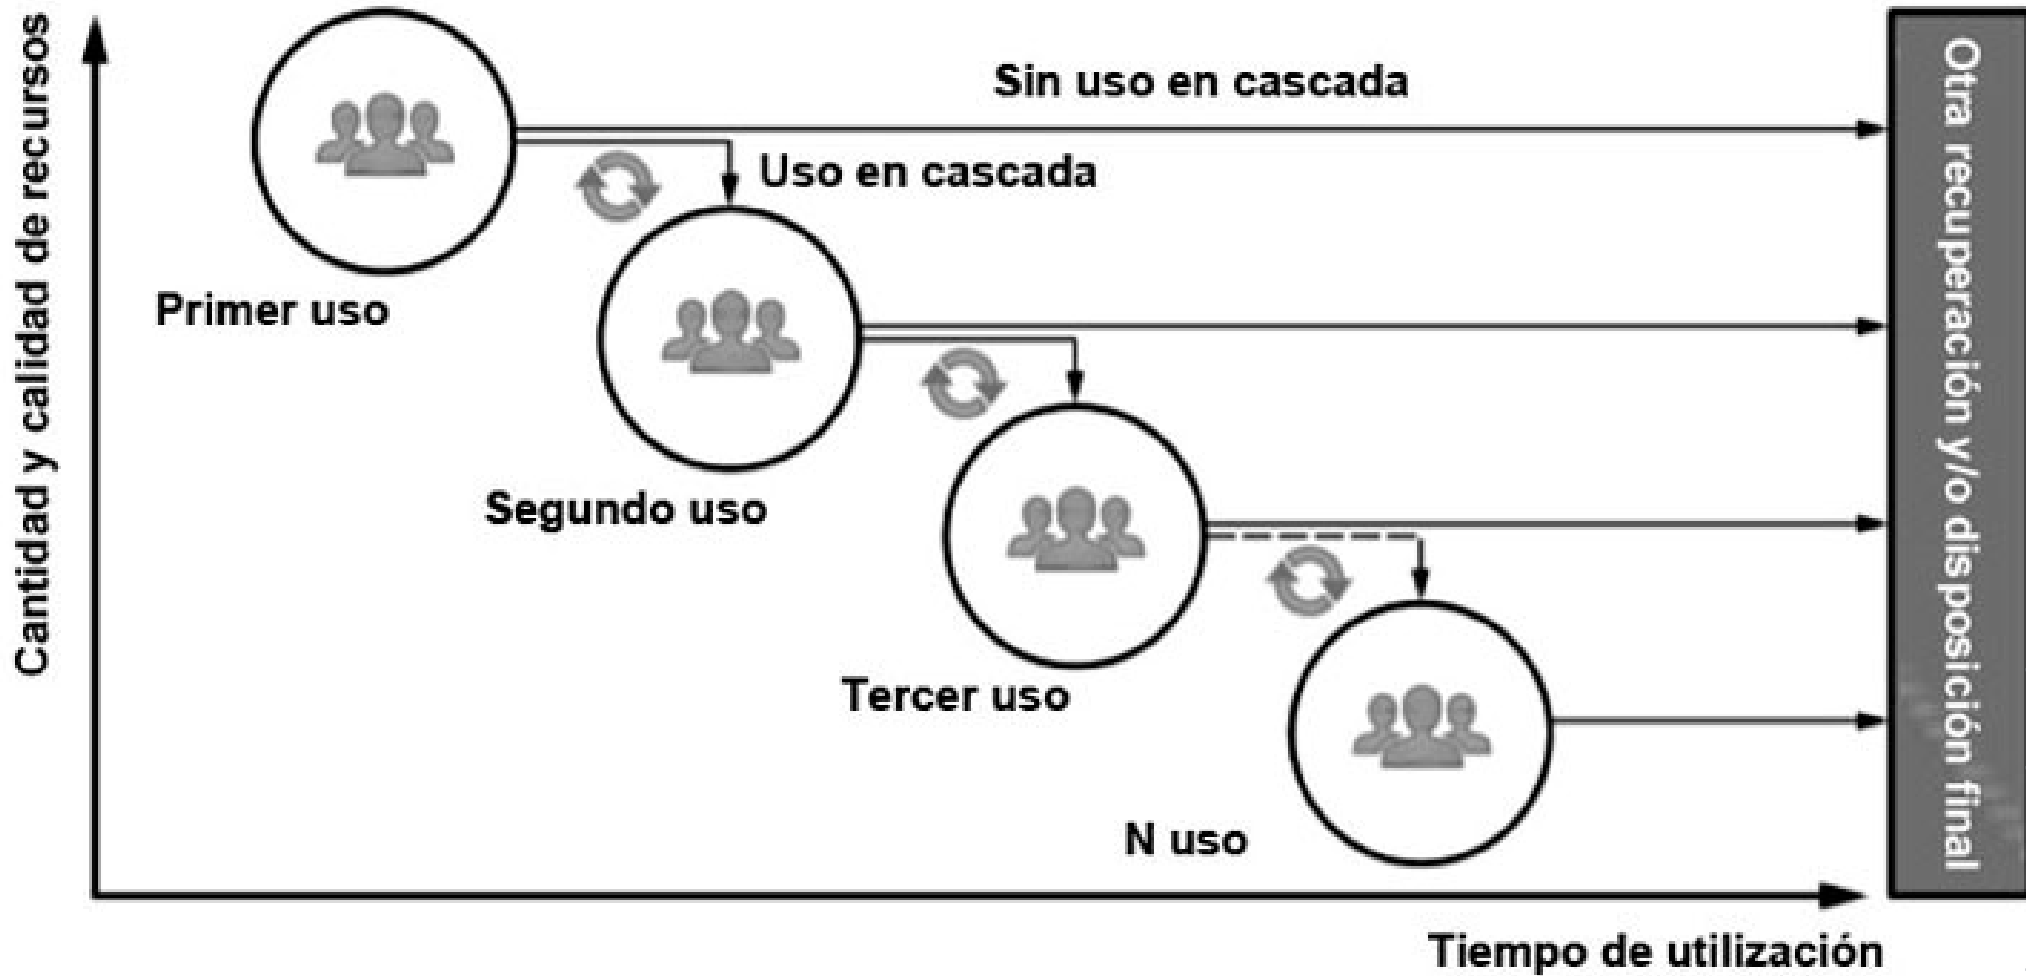 Cantidad y calidad de recursos
Sin uso en cascada
Uso en cascada
Primer uso
Segundo uso
Tercer uso
N uso
Otra recuperación y/o disposición final
Tiempo de utilización